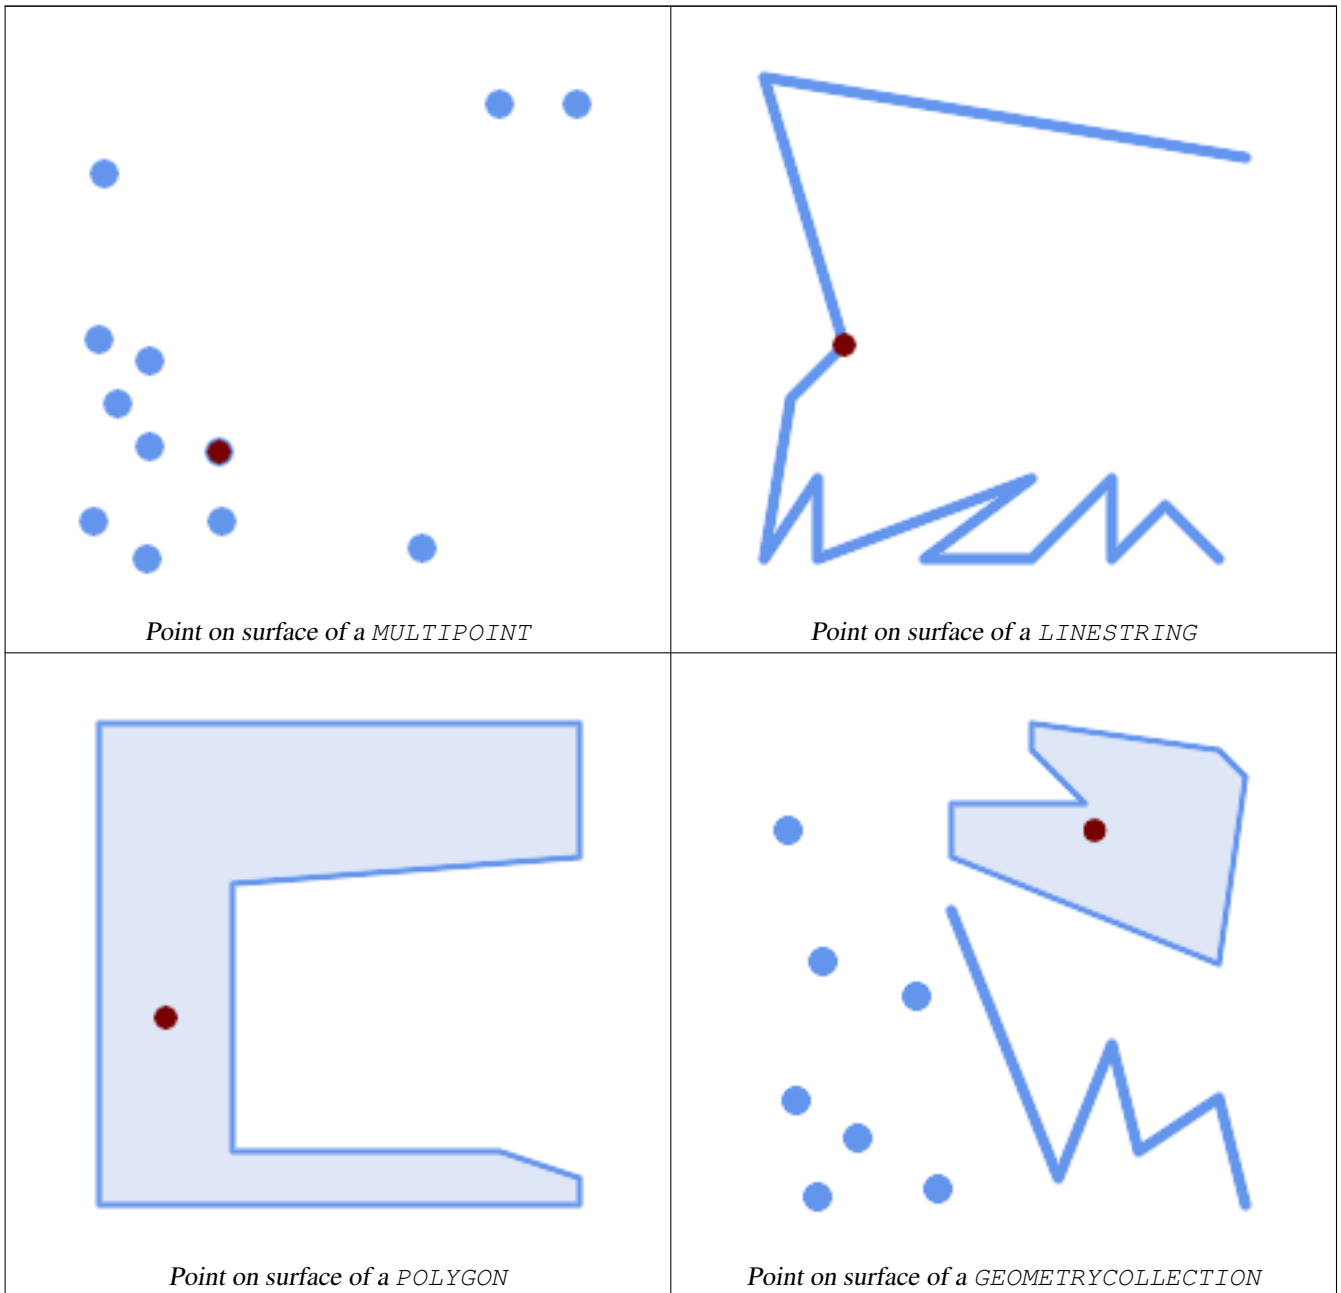 Point on surface of a MULTIPOINT
Point on surface of a LINESTRING
Point on surface of a POLYGON
Point on surface of a GEOMETRYCOLLECTION